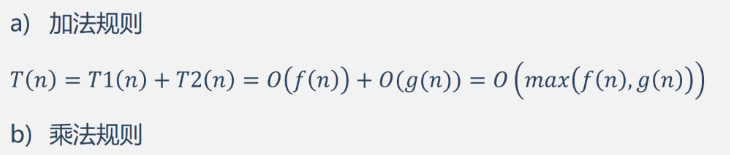 a) 加法规则
T(n) = T1(n) + T2(n) = O(f(n)) + O(g(n)) = O(max(f(n), g(n)))
b) 乘法规则